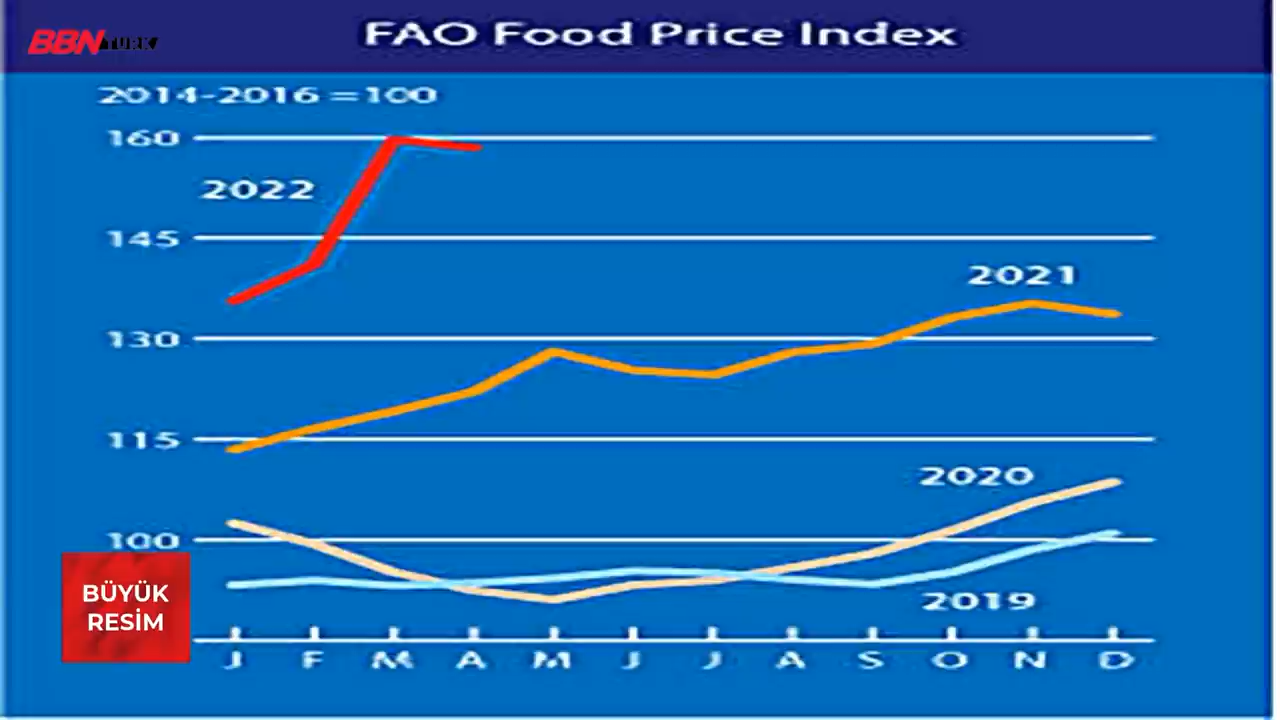 BBN TÜRK
FAO Food Price Index
2014-2016 =100
160
2022
145
2021
130
115
2020
100
BÜYÜK
RESİM
2019
J F M A M J J A S O N D